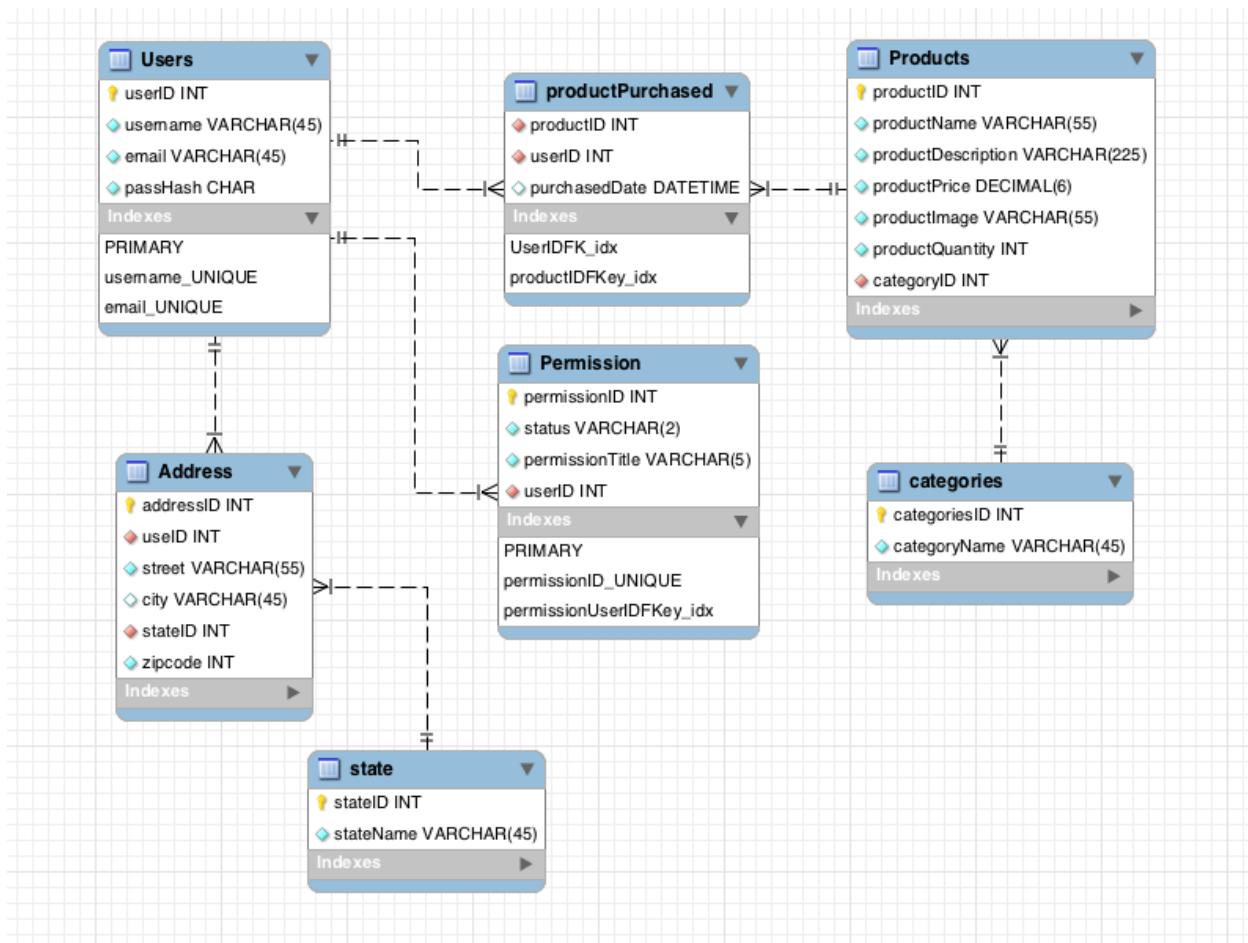 Users
userID INT
username VARCHAR(45)
email VARCHAR(45)
passHash CHAR
Indexes
PRIMARY
username_UNIQUE
email_UNIQUE
productPurchased
productID INT
userID INT
purchasedDate DATETIME
Indexes
UserIDFK_idx
productIDFKey_idx
Products
productID INT
productName VARCHAR(55)
productDescription VARCHAR(225)
productPrice DECIMAL(6)
productImage VARCHAR(55)
productQuantity INT
categoryID INT
Indexes
Permission
permissionID INT
status VARCHAR(2)
permissionTitle VARCHAR(5)
userID INT
Indexes
PRIMARY
permissionID_UNIQUE
permissionUserIDFKey_idx
Address
addressID INT
useID INT
street VARCHAR(55)
city VARCHAR(45)
stateID INT
zipcode INT
Indexes
categories
categoriesID INT
categoryName VARCHAR(45)
Indexes
state
stateID INT
stateName VARCHAR(45)
Indexes